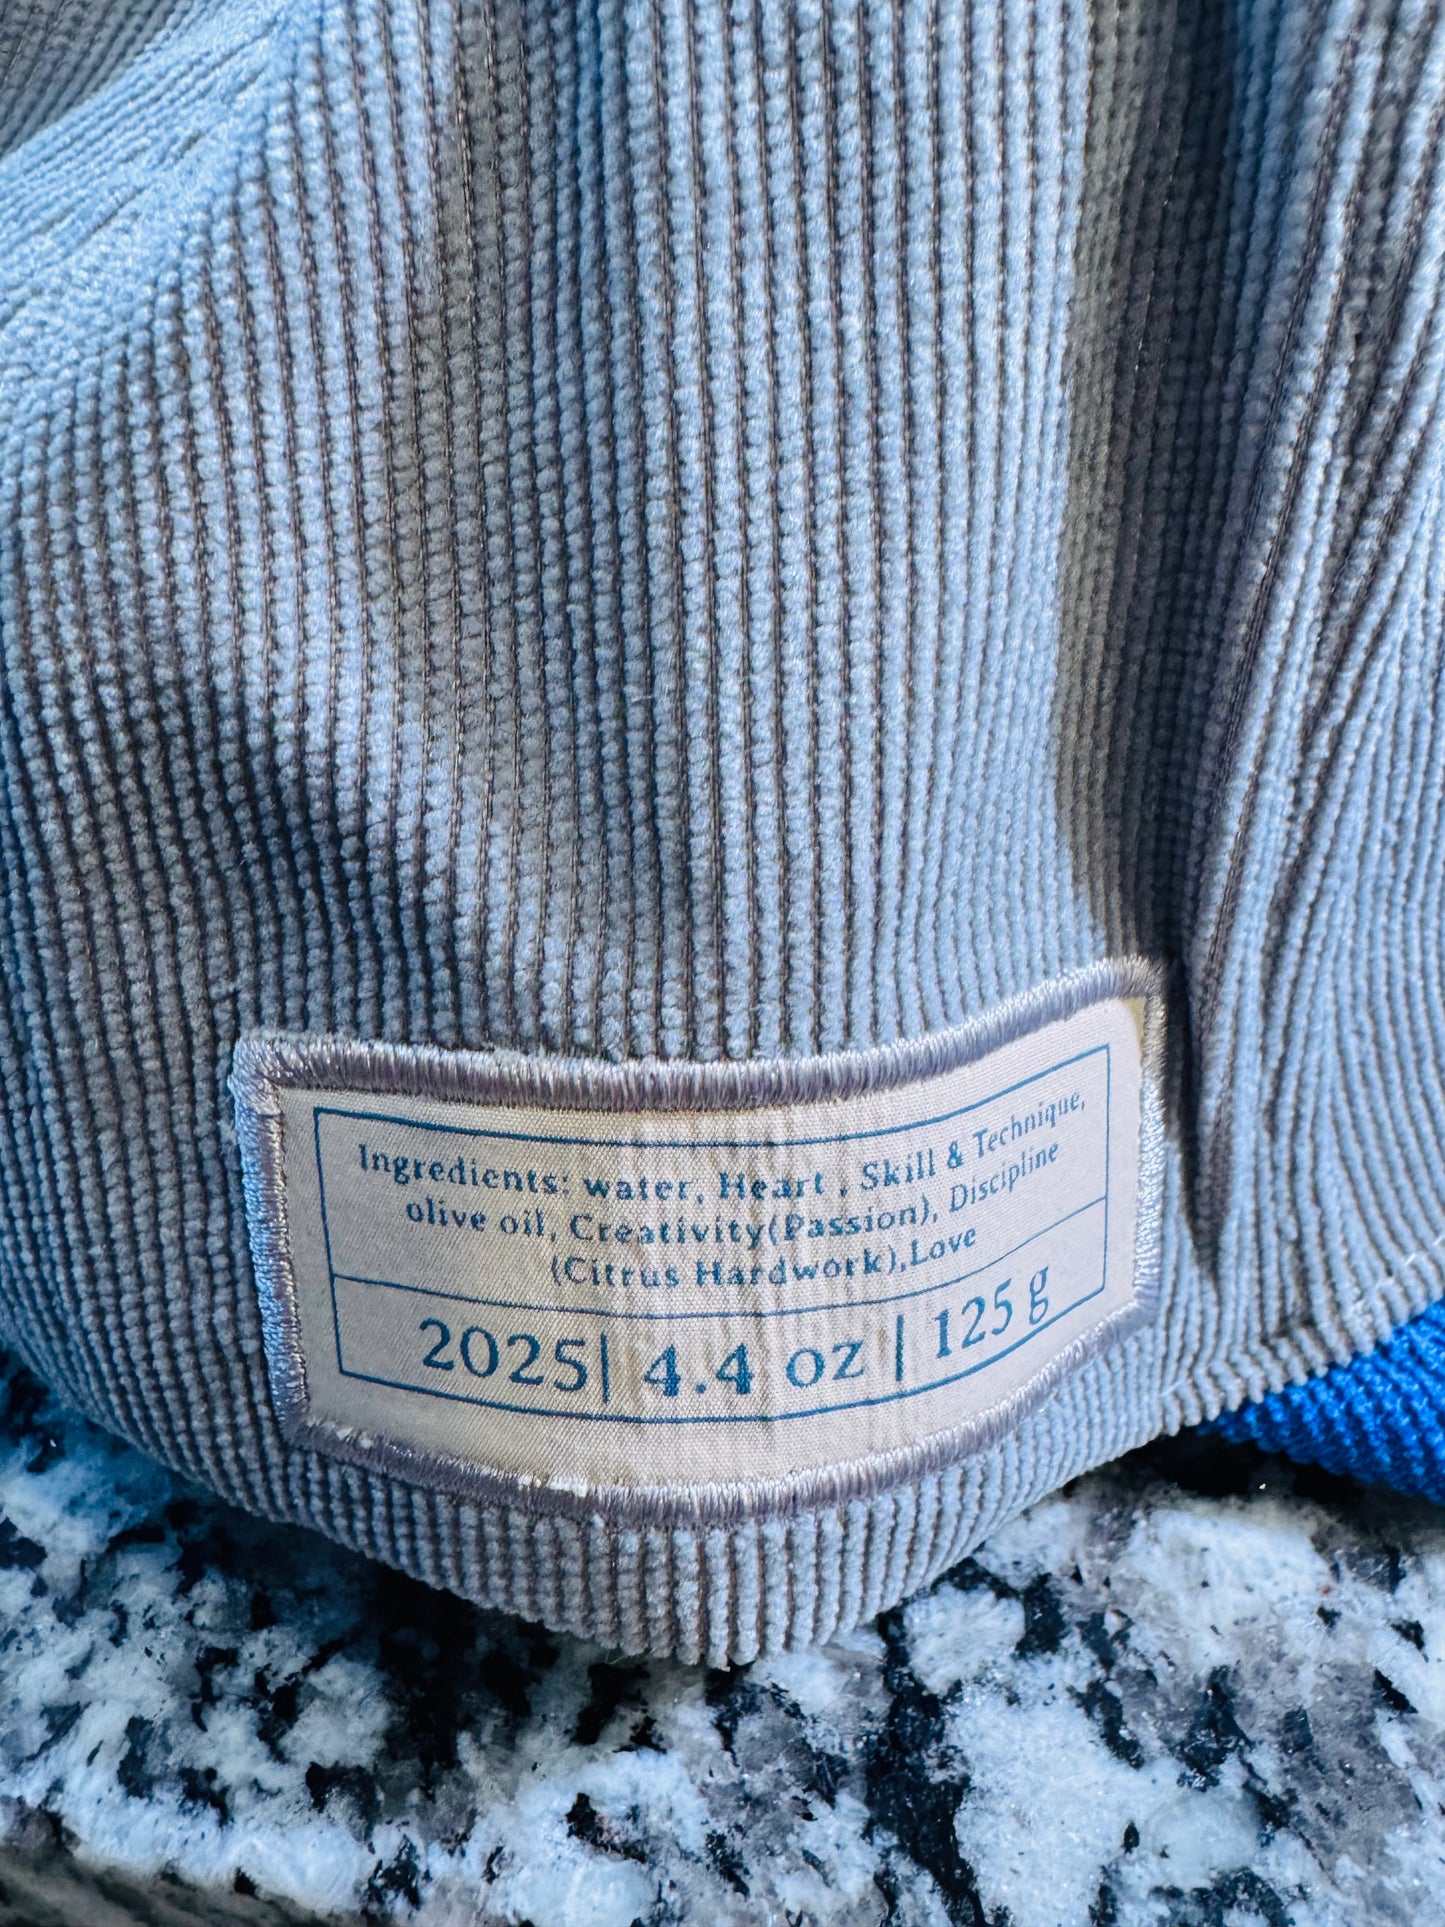 Ingredients: water, Heart , Skill & Technique,
olive oil, Creativity(Passion), Discipline
(Citrus Hardwork),Love
2025| 4.4 oz | 125 g